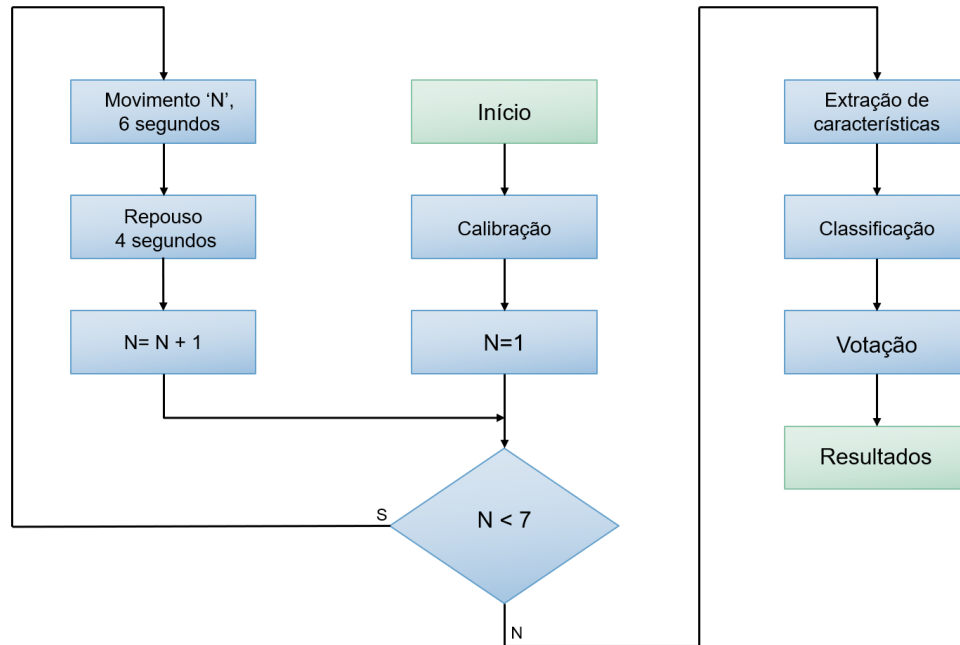 Movimento ‘N’,
6 segundos
Repouso
4 segundos
N= N + 1
Início
Calibração
N=1
N < 7
S
N
Extração de
características
Classificação
Votação
Resultados